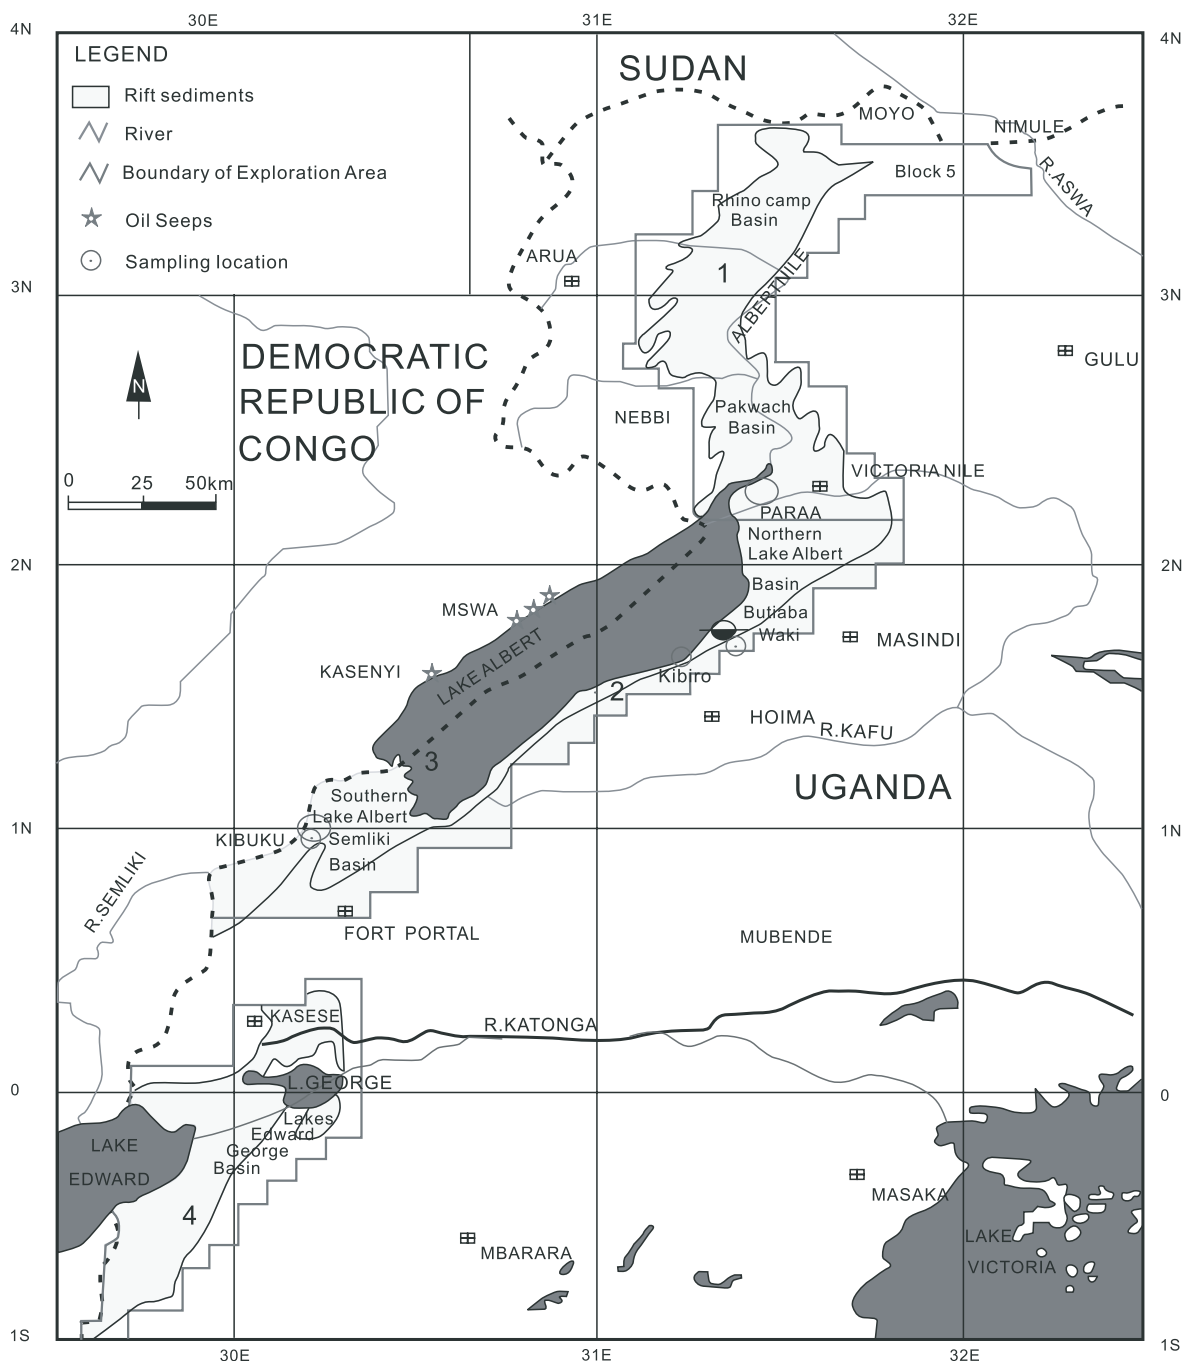 30E
31E
32E
4N
4N
LEGEND
Rift sediments
River
Boundary of Exploration Area
Oil Seeps
Sampling location
SUDAN
MOYO
NIMULE
R.ASWA
Block 5
Rhino camp
Basin
1
ARUA
ALBERT NILE
3N
3N
GULU
DEMOCRATIC
REPUBLIC OF
CONGO
N
0
25
50km
NEBBI
Pakwach
Basin
VICTORIA NILE
PARAA
Northern
Lake Albert
Basin
2N
2N
MSWA
Butiaba
Waki
MASINDI
KASENYI
LAKE ALBERT
Kibiro
2
HOIMA
R.KAFU
3
UGANDA
Southern
Lake Albert
Semliki
Basin
1N
1N
KIBUKU
R.SEMLIKI
FORT PORTAL
MUBENDE
KASESE
R.KATONGA
0
0
L.GEORGE
Lakes
Edward
George
Basin
LAKE
EDWARD
4
MASAKA
MBARARA
LAKE
VICTORIA
1S
1S
30E
31E
32E